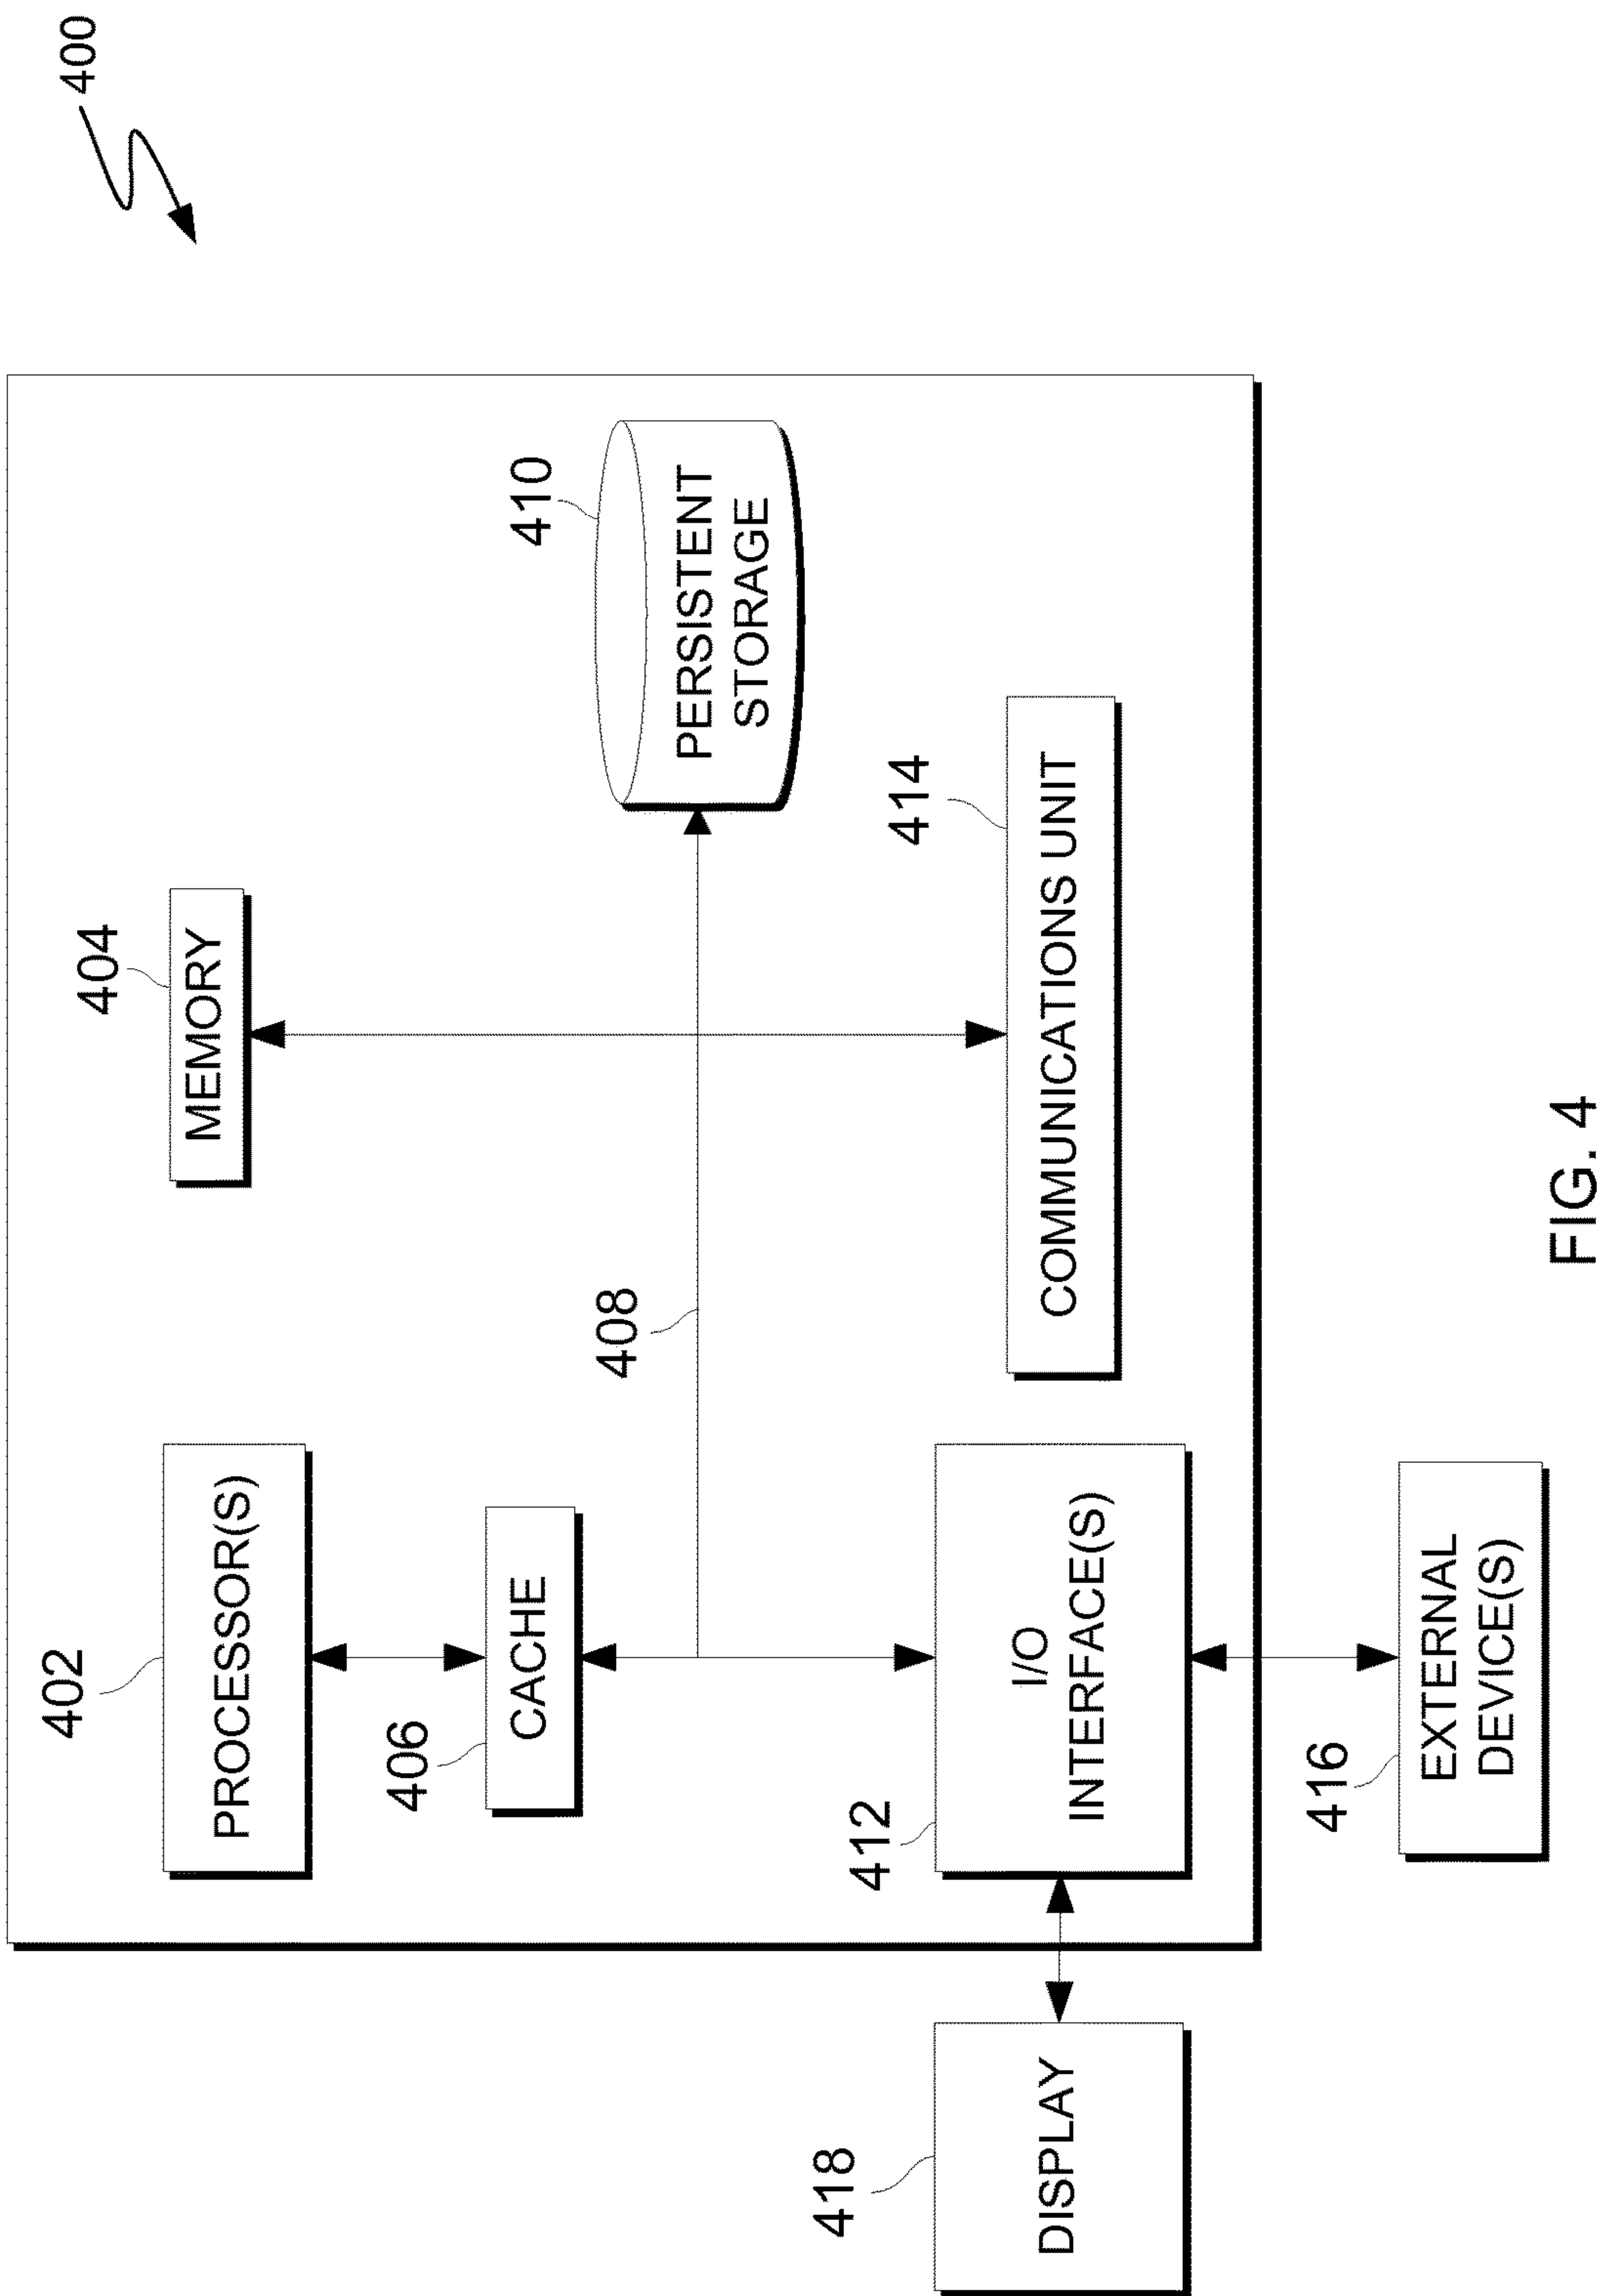 400
402
PROCESSOR(S)
404
MEMORY
406
CACHE
408
410
PERSISTENT
STORAGE
412
I/O
INTERFACE(S)
414
COMMUNICATIONS UNIT
418
DISPLAY
416
EXTERNAL
DEVICE(S)
FIG. 4